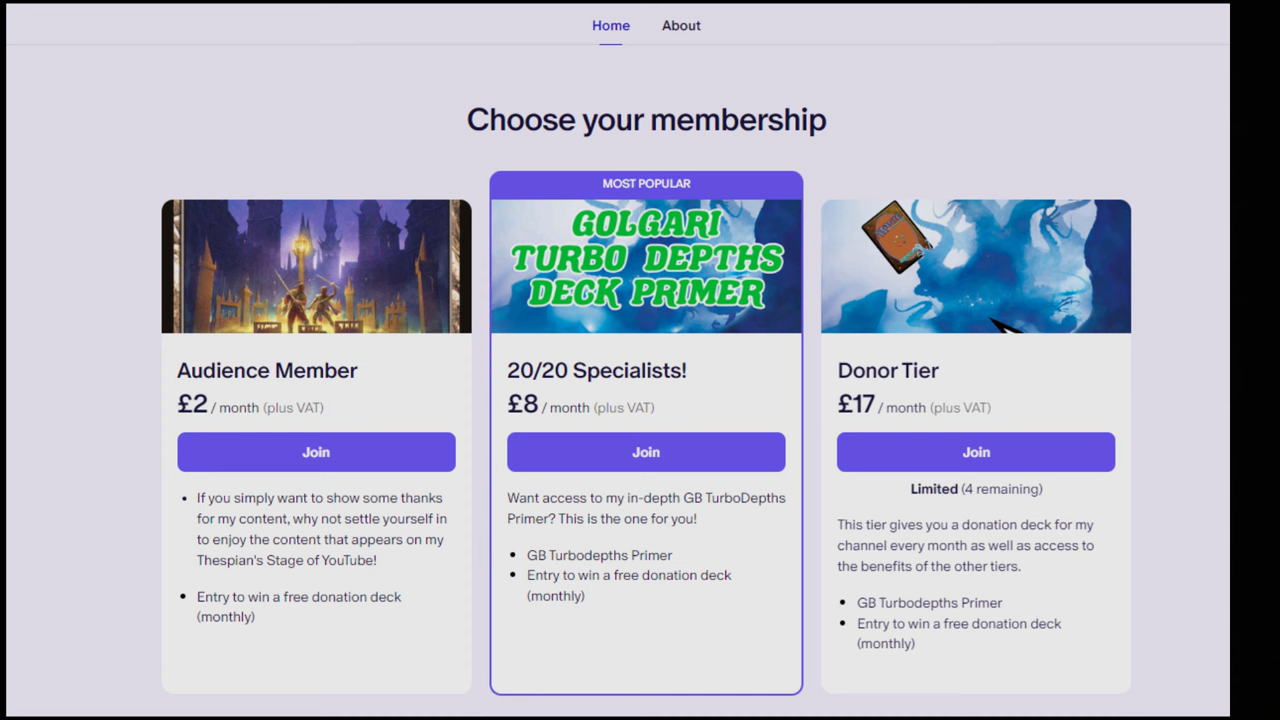 Home
About
Choose your membership
MOST POPULAR
GOLGARI
TURBO DEPTHS
DECK PRIMER
Audience Member
£2 / month (plus VAT)
Join
• If you simply want to show some thanks
for my content, why not settle yourself in
to enjoy the content that appears on my
Thespian's Stage of YouTube!
• Entry to win a free donation deck
(monthly)
20/20 Specialists!
£8 / month (plus VAT)
Join
Want access to my in-depth GB TurboDepths
Primer? This is the one for you!
• GB Turbodepths Primer
• Entry to win a free donation deck
(monthly)
Donor Tier
£17 / month (plus VAT)
Join
Limited (4 remaining)
This tier gives you a donation deck for my
channel every month as well as access to
the benefits of the other tiers.
• GB Turbodepths Primer
• Entry to win a free donation deck
(monthly)